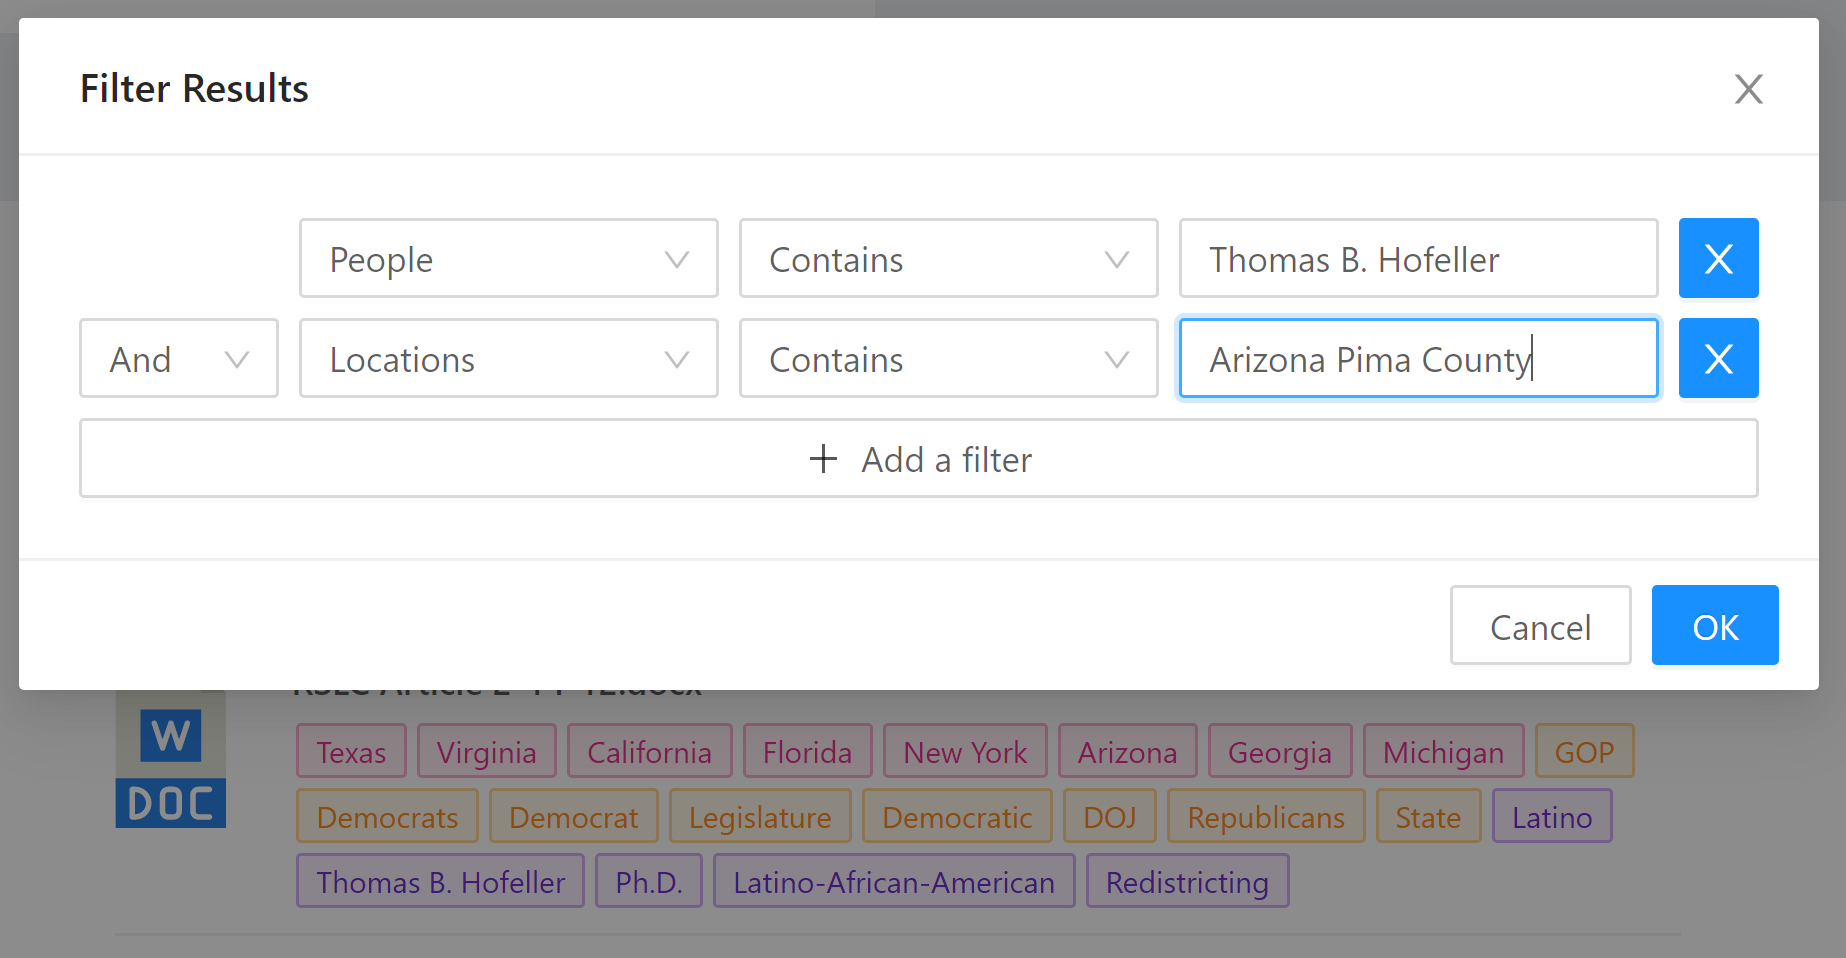 Filter Results
People Contains Thomas B. Hofeller
And Locations Contains Arizona Pima County
Add a filter
Cancel OK
W
DOC
Texas Virginia California Florida New York Arizona Georgia Michigan GOP
Democrats Democrat Legislature Democratic DOJ Republicans State Latino
Thomas B. Hofeller Ph.D. Latino-African-American Redistricting